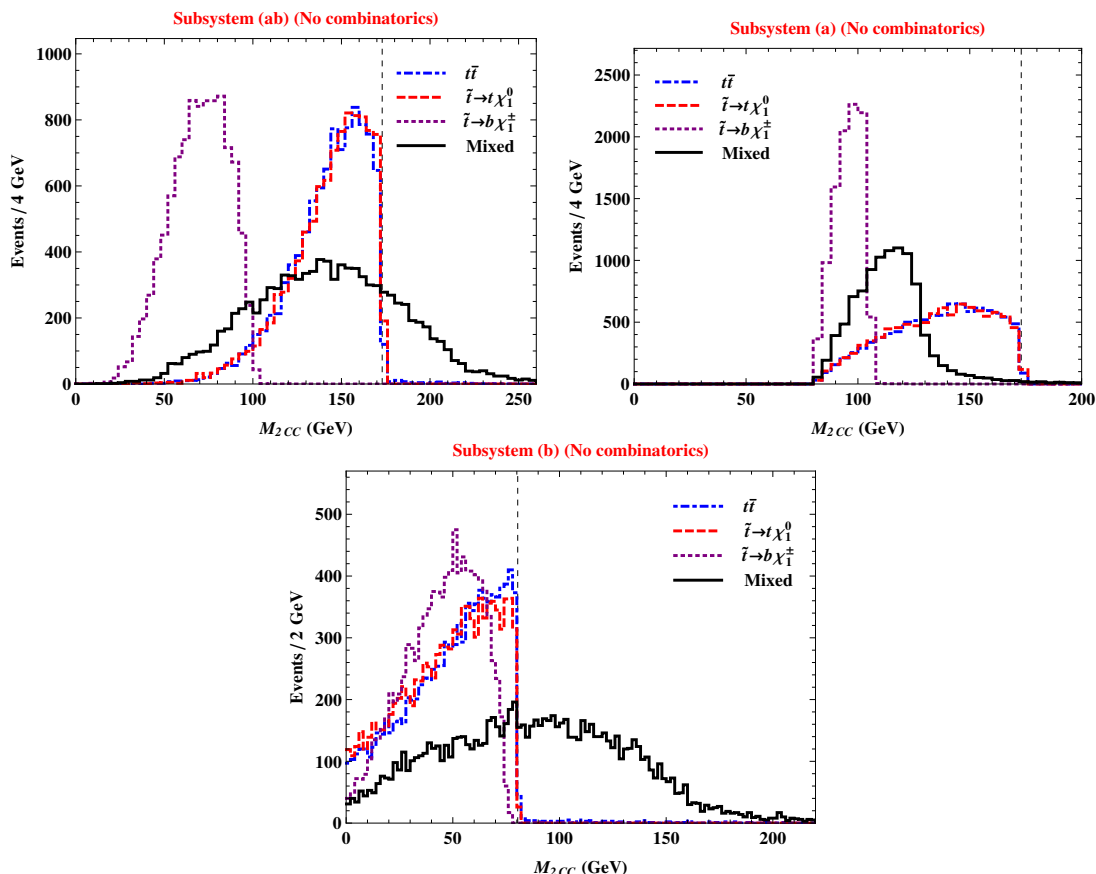 Subsystem (ab) (No combinatorics)
1000
800
600
400
200
0
Events / 4 GeV
tt̄
t̃→tχ₁⁰
t̃→bχ₁±
Mixed
0 50 100 150 200 250
M₂CC (GeV)
Subsystem (a) (No combinatorics)
2500
2000
1500
1000
500
0
Events / 4 GeV
tt̄
t̃→tχ₁⁰
t̃→bχ₁±
Mixed
0 50 100 150 200
M₂CC (GeV)
Subsystem (b) (No combinatorics)
500
400
300
200
100
0
Events / 2 GeV
tt̄
t̃→tχ₁⁰
t̃→bχ₁±
Mixed
0 50 100 150 200
M₂CC (GeV)